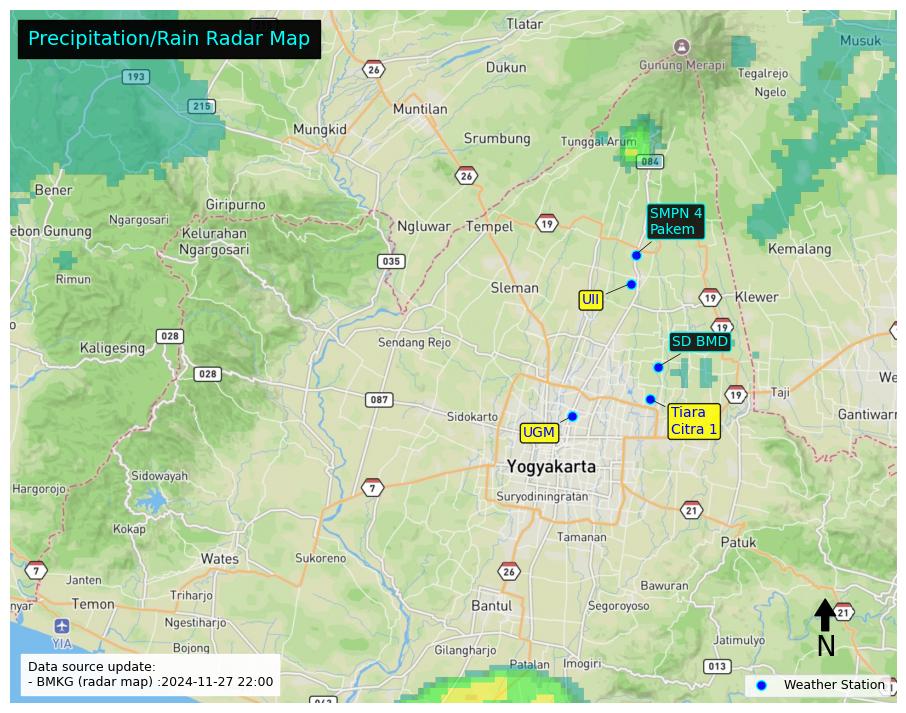 Precipitation/Rain Radar Map
Tlatar
Musuk
193
26
Dukun
Gunung Merapi
Tegalrejo
Ngelo
215
Muntilan
Mungkid
Srumbung
Tunggal Arum
084
26
Bener
Giripurno
Ngargosari
ebon Gunung
Kelurahan
Ngargosari
Ngluwar
Tempel
19
SMPN 4
Pakem
Kemalang
035
Rimun
Sleman
UII
19
Klewer
028
Kaligesing
Sendang Rejo
19
SD BMD
028
087
Sidokarto
19
Taji
We
Gantiwarn
Tiara
Citra 1
UGM
Yogyakarta
Sidowayah
Hargorojo
7
Suryodiningratan
21
Kokap
Tamanan
Patuk
Wates
Sukoreno
7
Janten
26
Bawuran
Triharjo
nyar
Temon
Bantul
Segoroyoso
21
Ngestiharjo
YIA
Bojong
Gilangharjo
Jatimulyo
N
Patalan
Imogiri
013
Data source update:
- BMKG (radar map) :2024-11-27 22:00
Weather Station